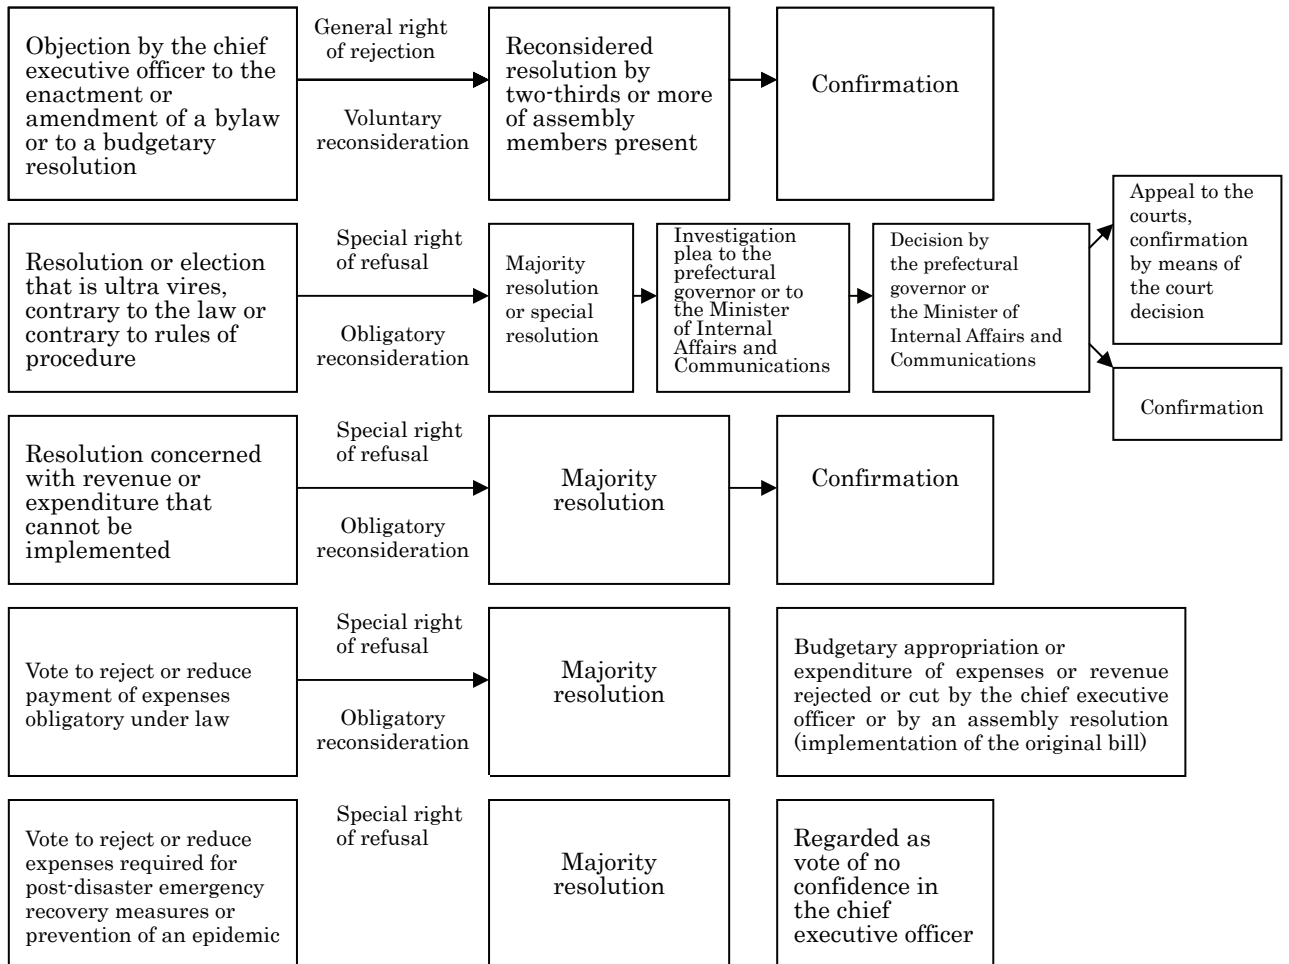 Objection by the chief
executive officer to the
enactment or
amendment of a bylaw
or to a budgetary
resolution
General right
of rejection
Voluntary
reconsideration
Reconsidered
resolution by
two-thirds or more
of assembly
members present
Confirmation
Resolution or election
that is ultra vires,
contrary to the law or
contrary to rules of
procedure
Special right
of refusal
Obligatory
reconsideration
Majority
resolution
or special
resolution
Investigation
plea to the
prefectural
governor or to
the Minister
of Internal
Affairs and
Communications
Decision by
the prefectural
governor or
the Minister of
Internal Affairs and
Communications
Appeal to the
courts,
confirmation
by means of
the court
decision
Confirmation
Resolution concerned
with revenue or
expenditure that
cannot be
implemented
Special right
of refusal
Obligatory
reconsideration
Majority
resolution
Confirmation
Vote to reject or reduce
payment of expenses
obligatory under law
Special right
of refusal
Obligatory
reconsideration
Majority
resolution
Budgetary appropriation or
expenditure of expenses or revenue
rejected or cut by the chief executive
officer or by an assembly resolution
(implementation of the original bill)
Vote to reject or reduce
expenses required for
post-disaster emergency
recovery measures or
prevention of an epidemic
Special right
of refusal
Majority
resolution
Regarded as
vote of no
confidence in
the chief
executive officer